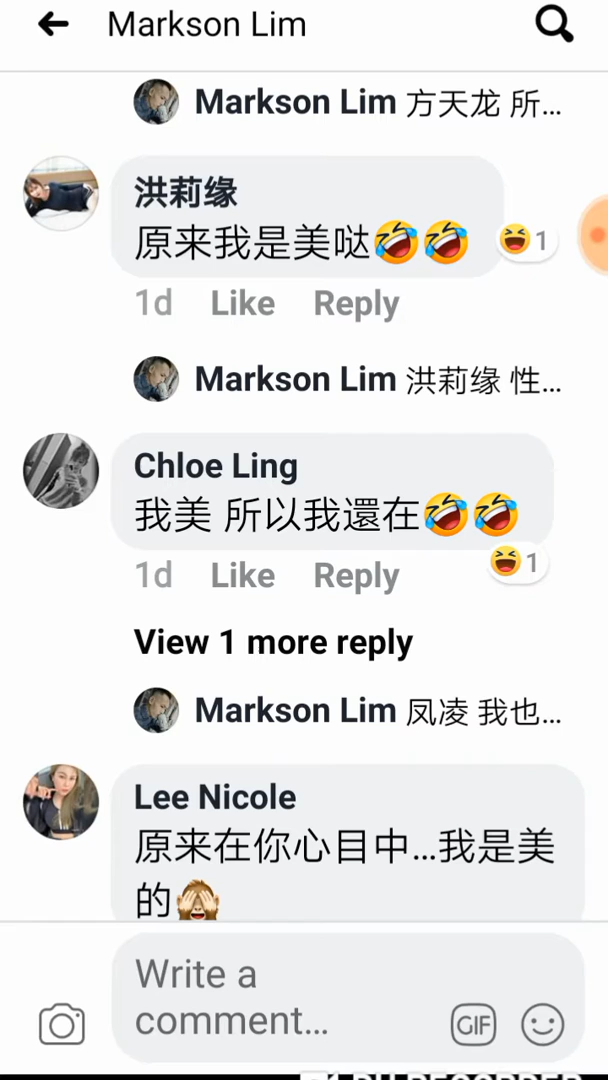 Markson Lim
Markson Lim 方天龙 所...
洪莉缘
原来我是美哒🤣🤣
😆 1
1d Like Reply
Markson Lim 洪莉缘 性...
Chloe Ling
我美 所以我還在🤣🤣
😆 1
1d Like Reply
View 1 more reply
Markson Lim 凤凌 我也...
Lee Nicole
原来在你心目中...我是美
的🙈
Write a
comment...
GIF
DU RECORDER